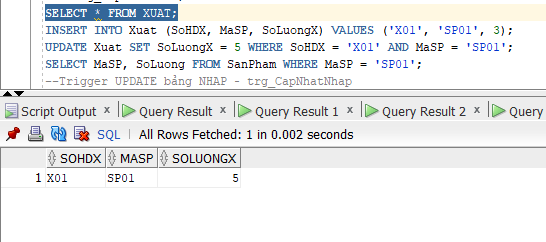 SELECT * FROM XUAT;
INSERT INTO Xuat (SoHDX, MaSP, SoLuongX) VALUES ('X01', 'SP01', 3);
UPDATE Xuat SET SoLuongX = 5 WHERE SoHDX = 'X01' AND MaSP = 'SP01';
SELECT MaSP, SoLuong FROM SanPham WHERE MaSP = 'SP01';
--Trigger UPDATE bảng NHAP - trg_CapNhatNhap
Script Output × Query Result × Query Result 1 × Query Result 2 × Query
SQL | All Rows Fetched: 1 in 0.002 seconds
SOHDX MASP SOLUONGX
1 X01 SP01 5